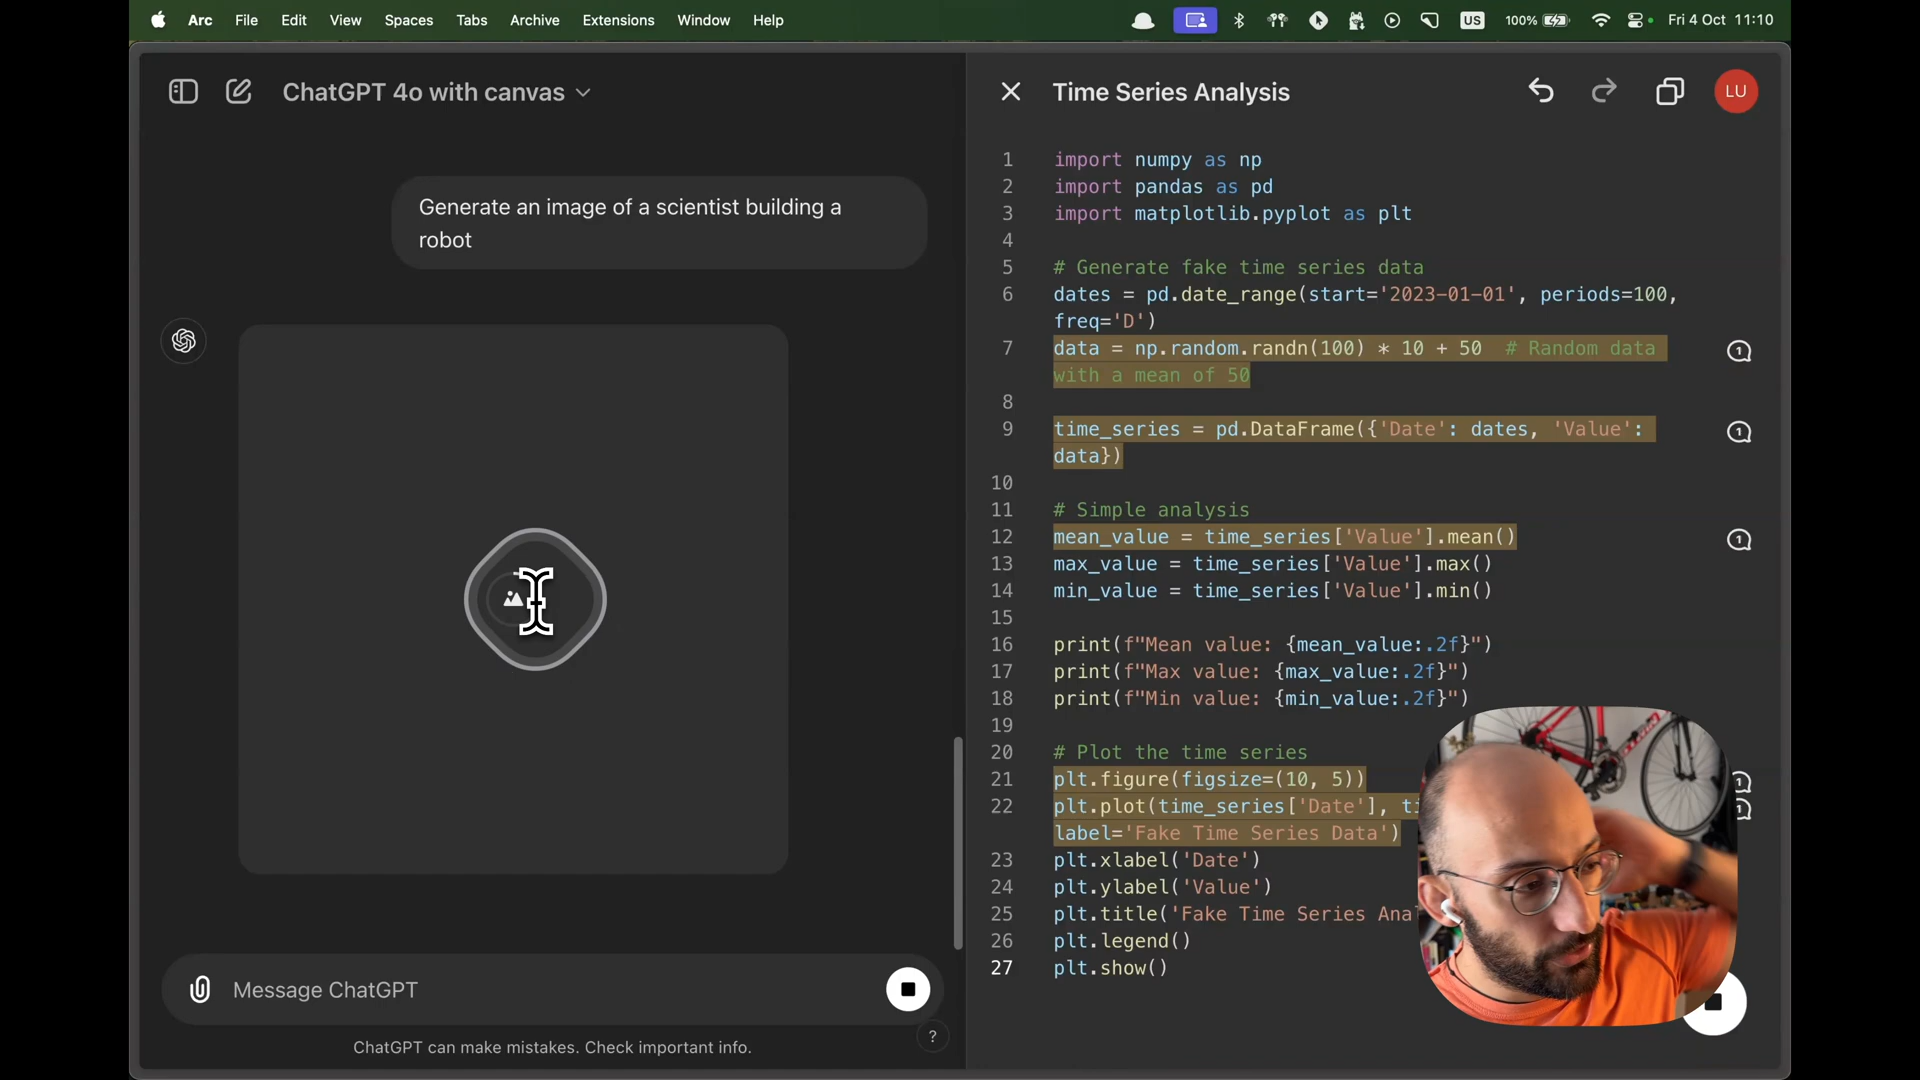 Arc File Edit View Spaces Tabs Archive Extensions Window Help US 100% Fri 4 Oct 11:10
ChatGPT 4o with canvas
Generate an image of a scientist building a
robot
Message ChatGPT
?
ChatGPT can make mistakes. Check important info.
Time Series Analysis
LU
1 import numpy as np
2 import pandas as pd
3 import matplotlib.pyplot as plt
4
5 # Generate fake time series data
6 dates = pd.date_range(start='2023-01-01', periods=100,
freq='D')
7 data = np.random.randn(100) * 10 + 50  # Random data
1
with a mean of 50
8
9 time_series = pd.DataFrame({'Date': dates, 'Value':
1
data})
10
11 # Simple analysis
12 mean_value = time_series['Value'].mean()
1
13 max_value = time_series['Value'].max()
14 min_value = time_series['Value'].min()
15
16 print(f"Mean value: {mean_value:.2f}")
17 print(f"Max value: {max_value:.2f}")
18 print(f"Min value: {min_value:.2f}")
19
20 # Plot the time series
21 plt.figure(figsize=(10, 5))
1
22 plt.plot(time_series['Date'],
1
label='Fake Time Series Data')
23 plt.xlabel('Date')
24 plt.ylabel('Value')
25 plt.title('Fake Time Series
26 plt.legend()
27 plt.show()